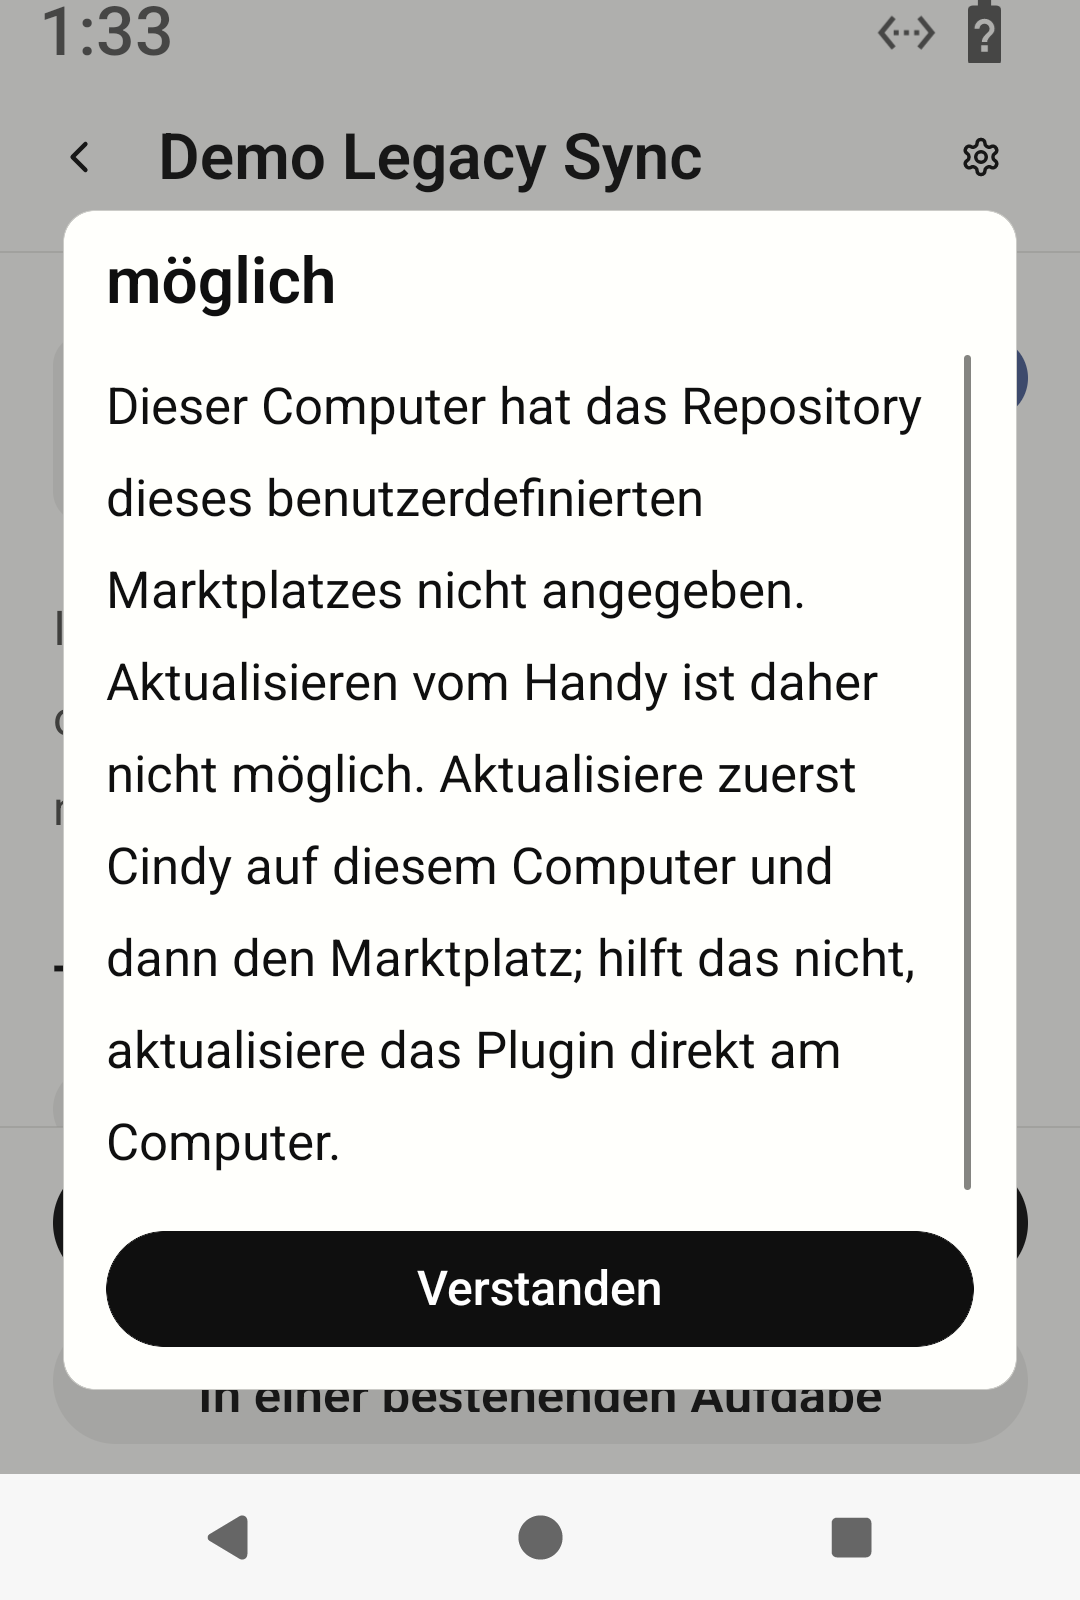 1:33
Demo Legacy Sync
möglich
Dieser Computer hat das Repository
dieses benutzerdefinierten
Marktplatzes nicht angegeben.
Aktualisieren vom Handy ist daher
nicht möglich. Aktualisiere zuerst
Cindy auf diesem Computer und
dann den Marktplatz; hilft das nicht,
aktualisiere das Plugin direkt am
Computer.
Verstanden
In einer bestehenden Aufgabe